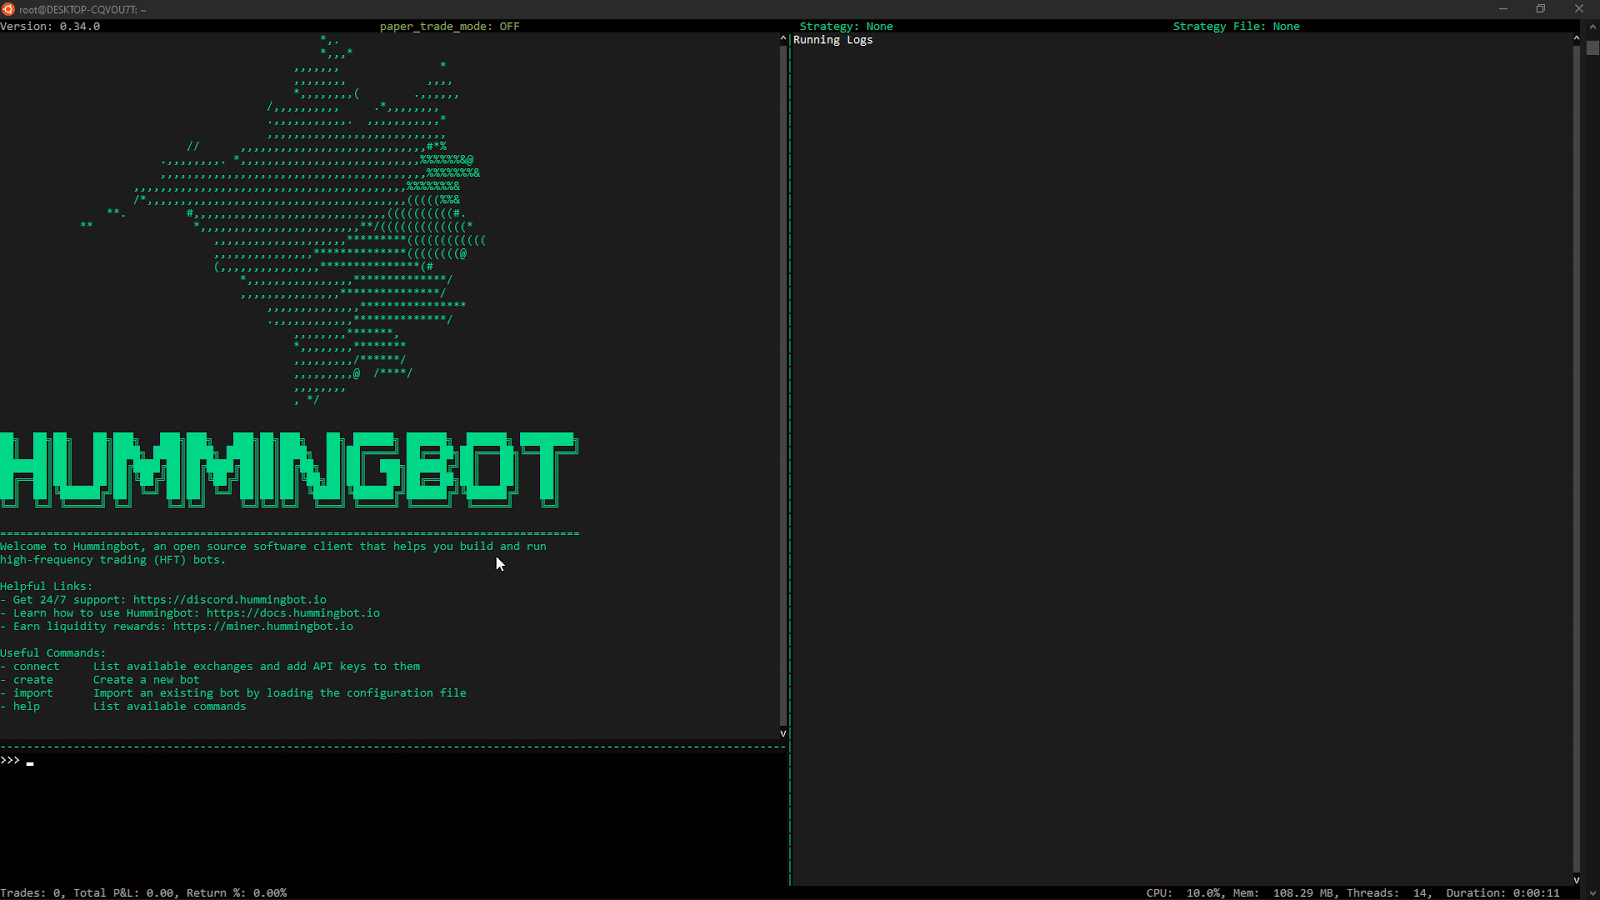 root@DESKTOP-CQVOU7T: ~
Version: 0.34.0 paper_trade_mode: OFF Strategy: None Strategy File: None
Running Logs
HUMMINGBOT
Welcome to Hummingbot, an open source software client that helps you build and run
high-frequency trading (HFT) bots.
Helpful Links:
- Get 24/7 support: https://discord.hummingbot.io
- Learn how to use Hummingbot: https://docs.hummingbot.io
- Earn liquidity rewards: https://miner.hummingbot.io
Useful Commands:
- connect List available exchanges and add API keys to them
- create Create a new bot
- import Import an existing bot by loading the configuration file
- help List available commands
>>>
Trades: 0, Total P&L: 0.00, Return %: 0.00% CPU: 10.0%, Mem: 108.29 MB, Threads: 14, Duration: 0:00:11